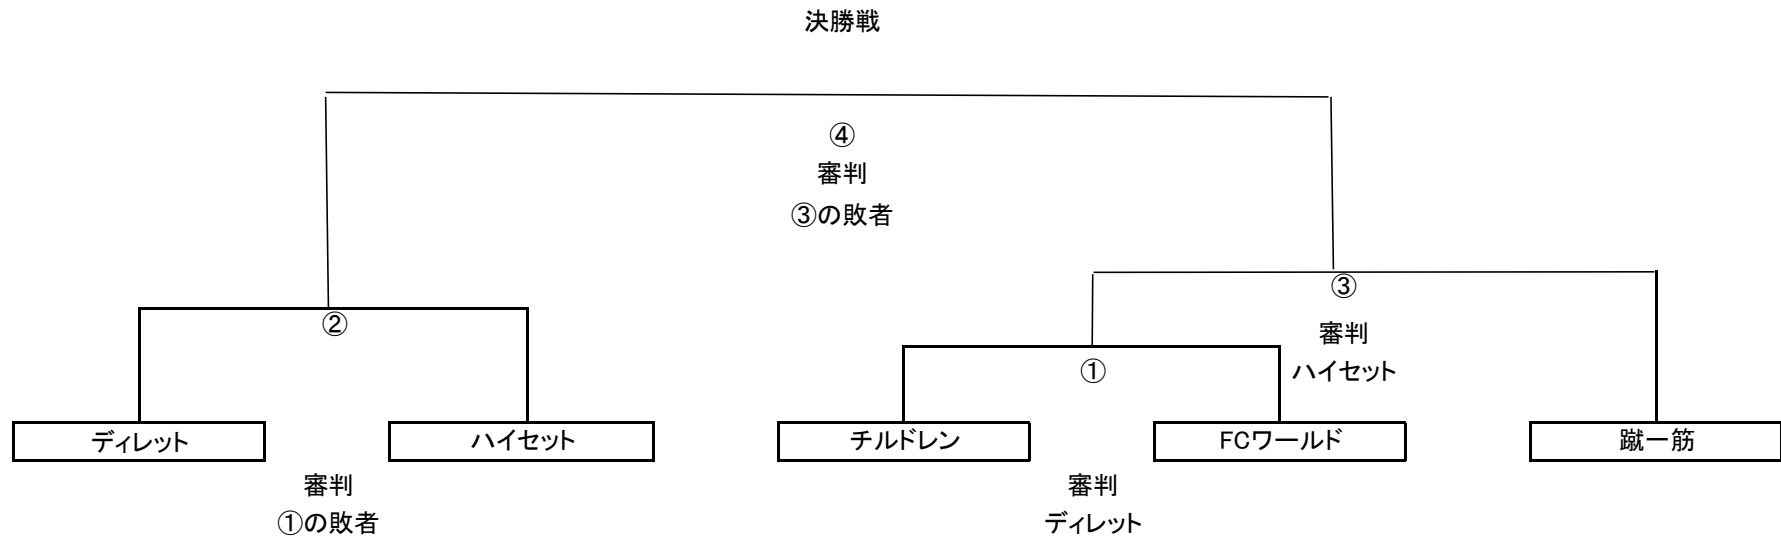 決勝戦
④
審判
③の敗者
③
審判
ハイセット
②
①
ディレット
ハイセット
チルドレン
FCワールド
蹴一筋
審判
①の敗者
審判
ディレット